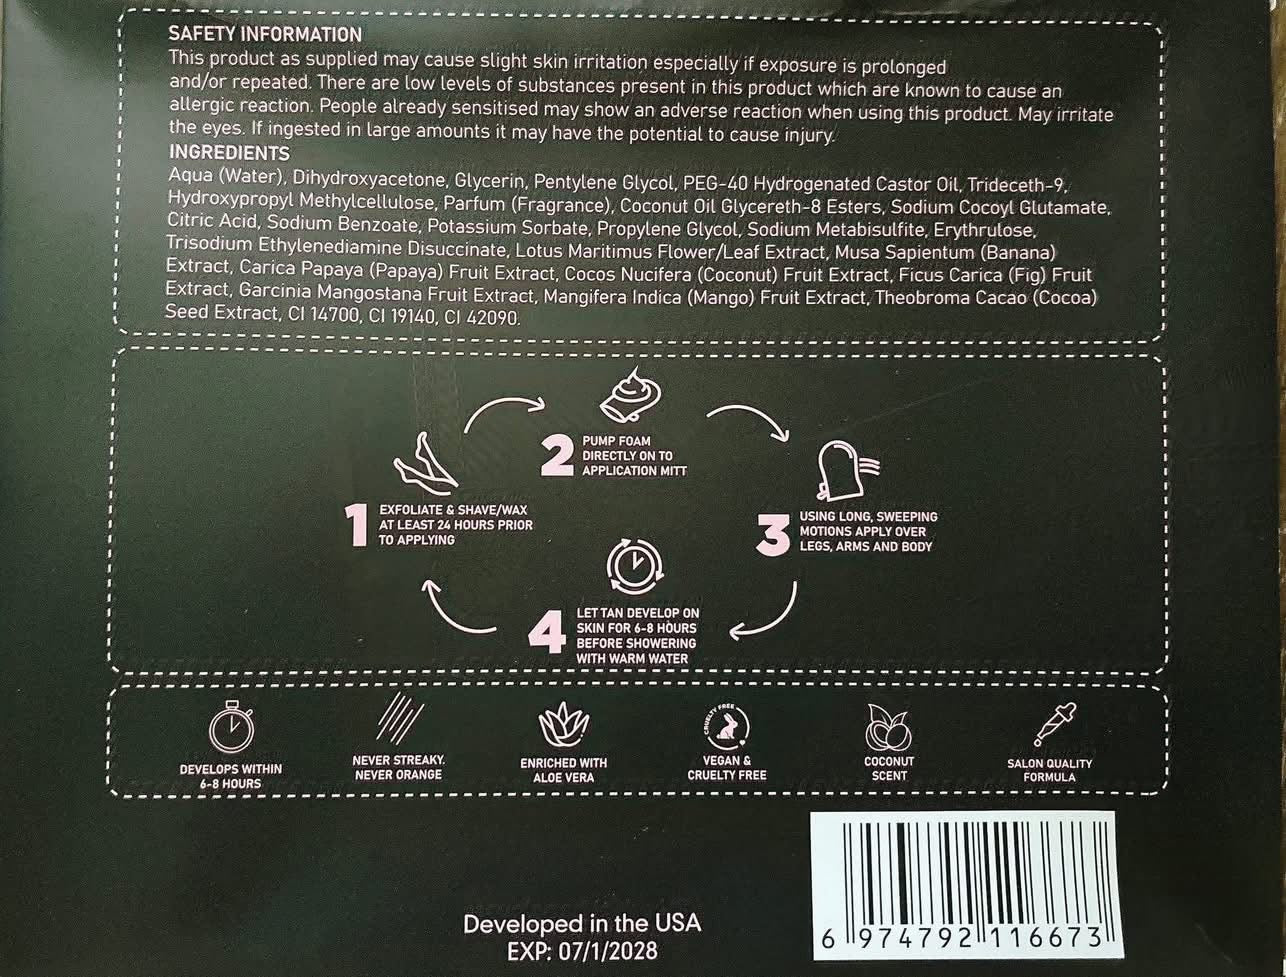 SAFETY INFORMATION
This product as supplied may cause slight skin irritation especially if exposure is prolonged
and/or repeated. There are low levels of substances present in this product which are known to cause an
allergic reaction. People already sensitised may show an adverse reaction when using this product. May irritate
the eyes. If ingested in large amounts it may have the potential to cause injury.
INGREDIENTS
Aqua (Water), Dihydroxyacetone, Glycerin, Pentylene Glycol, PEG-40 Hydrogenated Castor Oil, Trideceth-9,
Hydroxypropyl Methylcellulose, Parfum (Fragrance), Coconut Oil Glycereth-8 Esters, Sodium Cocoyl Glutamate,
Citric Acid, Sodium Benzoate, Potassium Sorbate, Propylene Glycol, Sodium Metabisulfite, Erythrulose,
Trisodium Ethylenediamine Disuccinate, Lotus Maritimus Flower/Leaf Extract, Musa Sapientum (Banana)
Extract, Carica Papaya (Papaya) Fruit Extract, Cocos Nucifera (Coconut) Fruit Extract, Ficus Carica (Fig) Fruit
Extract, Garcinia Mangostana Fruit Extract, Mangifera Indica (Mango) Fruit Extract, Theobroma Cacao (Cocoa)
Seed Extract, CI 14700, CI 19140, CI 42090.
1
EXFOLIATE & SHAVE/WAX
AT LEAST 24 HOURS PRIOR
TO APPLYING
2
PUMP FOAM
DIRECTLY ON TO
APPLICATION MITT
3
USING LONG, SWEEPING
MOTIONS APPLY OVER
LEGS, ARMS AND BODY
4
LET TAN DEVELOP ON
SKIN FOR 6-8 HOURS
BEFORE SHOWERING
WITH WARM WATER
DEVELOPS WITHIN
6-8 HOURS
NEVER STREAKY.
NEVER ORANGE
ENRICHED WITH
ALOE VERA
CRUELTY FREE
VEGAN &
CRUELTY FREE
COCONUT
SCENT
SALON QUALITY
FORMULA
Developed in the USA
EXP: 07/1/2028
6 974792 116673